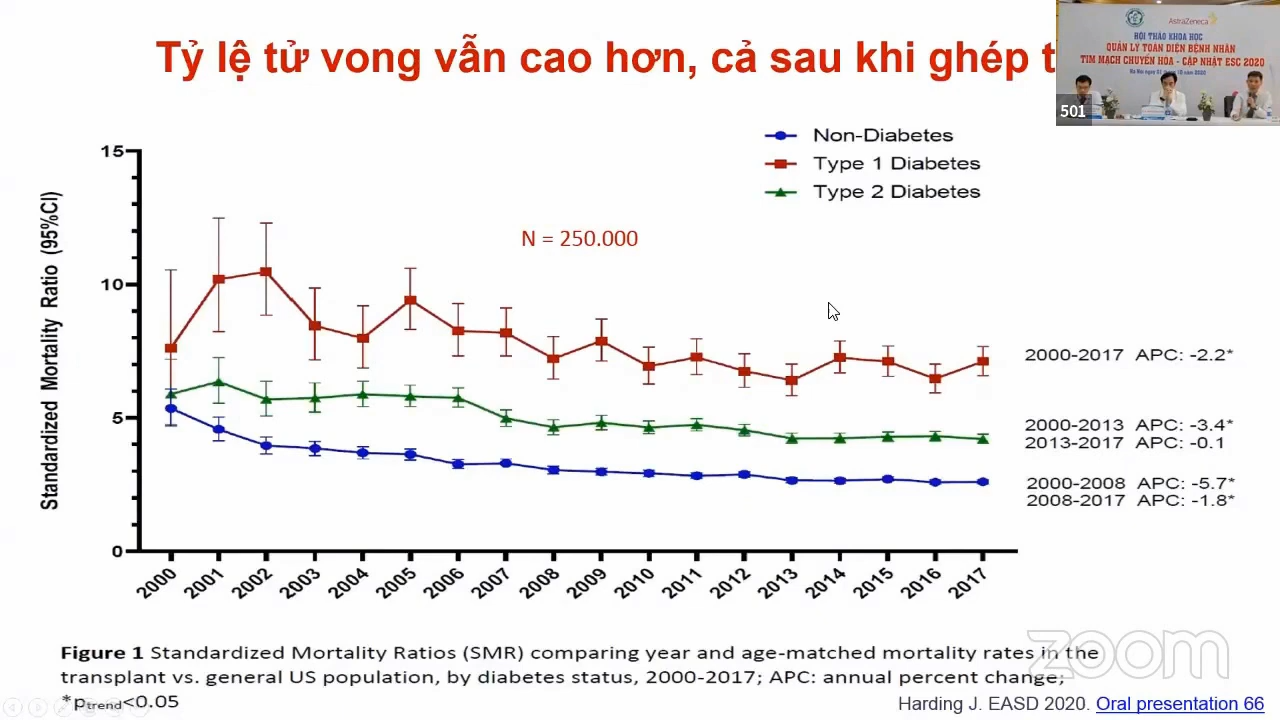 Tỷ lệ tử vong vẫn cao hơn, cả sau khi ghép t
AstraZeneca
HỘI THẢO KHOA HỌC
QUẢN LÝ TOÀN DIỆN BỆNH NHÂN
TIM MẠCH CHUYỂN HÓA - CẬP NHẬT ESC 2020
501
Non-Diabetes
Type 1 Diabetes
Type 2 Diabetes
N = 250.000
Standardized Mortality Ratio (95%CI)
15
10
5
0
2000-2017 APC: -2.2*
2000-2013 APC: -3.4*
2013-2017 APC: -0.1
2000-2008 APC: -5.7*
2008-2017 APC: -1.8*
2000 2001 2002 2003 2004 2005 2006 2007 2008 2009 2010 2011 2012 2013 2014 2015 2016 2017
Figure 1 Standardized Mortality Ratios (SMR) comparing year and age-matched mortality rates in the
transplant vs. general US population, by diabetes status, 2000-2017; APC: annual percent change;
*ptrend<0.05
zoom
Harding J. EASD 2020. Oral presentation 66